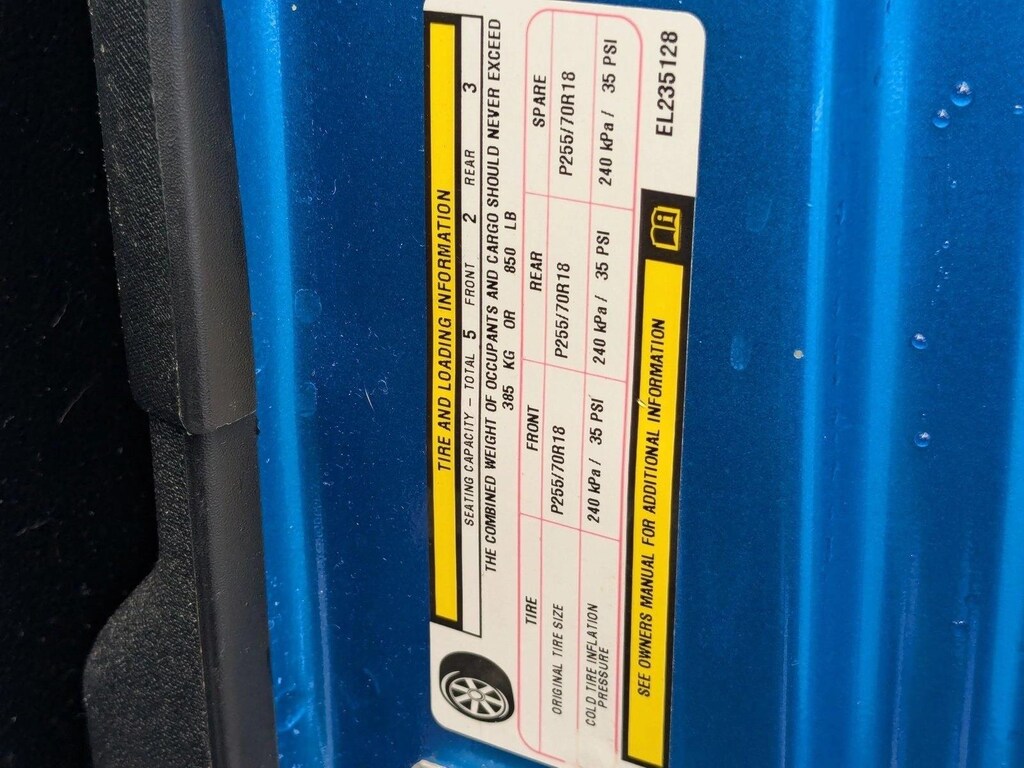 TIRE AND LOADING INFORMATION
SEATING CAPACITY - TOTAL 5 FRONT 2 REAR 3
THE COMBINED WEIGHT OF OCCUPANTS AND CARGO SHOULD NEVER EXCEED
385 KG OR 850 LB
TIRE FRONT REAR SPARE
ORIGINAL TIRE SIZE P255/70R18 P255/70R18 P255/70R18
COLD TIRE INFLATION PRESSURE 240 kPa / 35 PSI 240 kPa / 35 PSI 240 kPa / 35 PSI
SEE OWNERS MANUAL FOR ADDITIONAL INFORMATION
EL235128